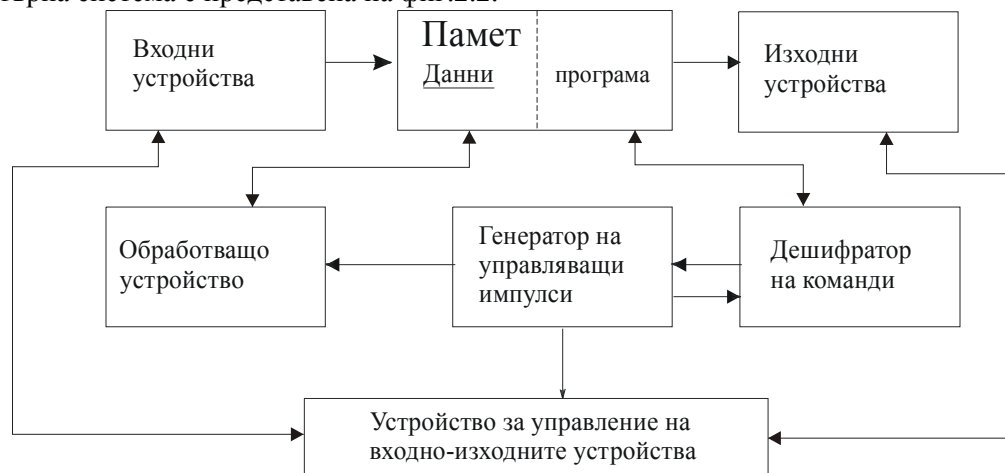 система е представена на фиг.2.2.
Входни
устройства
Памет
Данни
програма
Изходни
устройства
Обработващо
устройство
Генератор на
управляващи
импулси
Дешифратор
на команди
Устройство за управление на
входно-изходните устройства